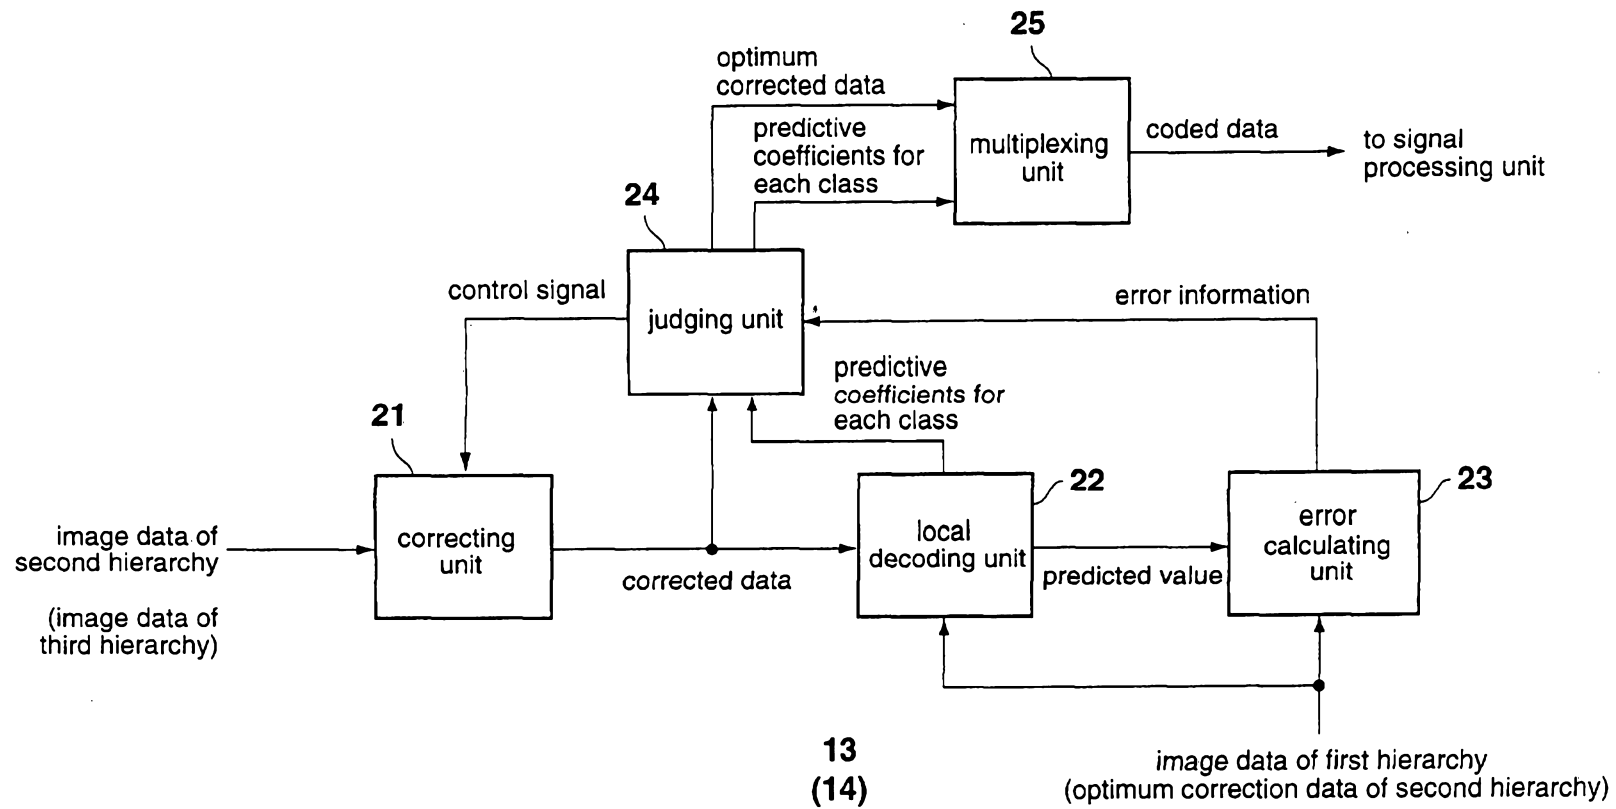 25
optimum
corrected data
predictive
coefficients for
each class
multiplexing
unit
coded data
to signal
processing unit
24
control signal
judging unit
error information
predictive
coefficients for
each class
21
22
23
image data of
second hierarchy
correcting
unit
corrected data
local
decoding unit
predicted value
error
calculating
unit
(image data of
third hierarchy)
13
(14)
image data of first hierarchy
(optimum correction data of second hierarchy)